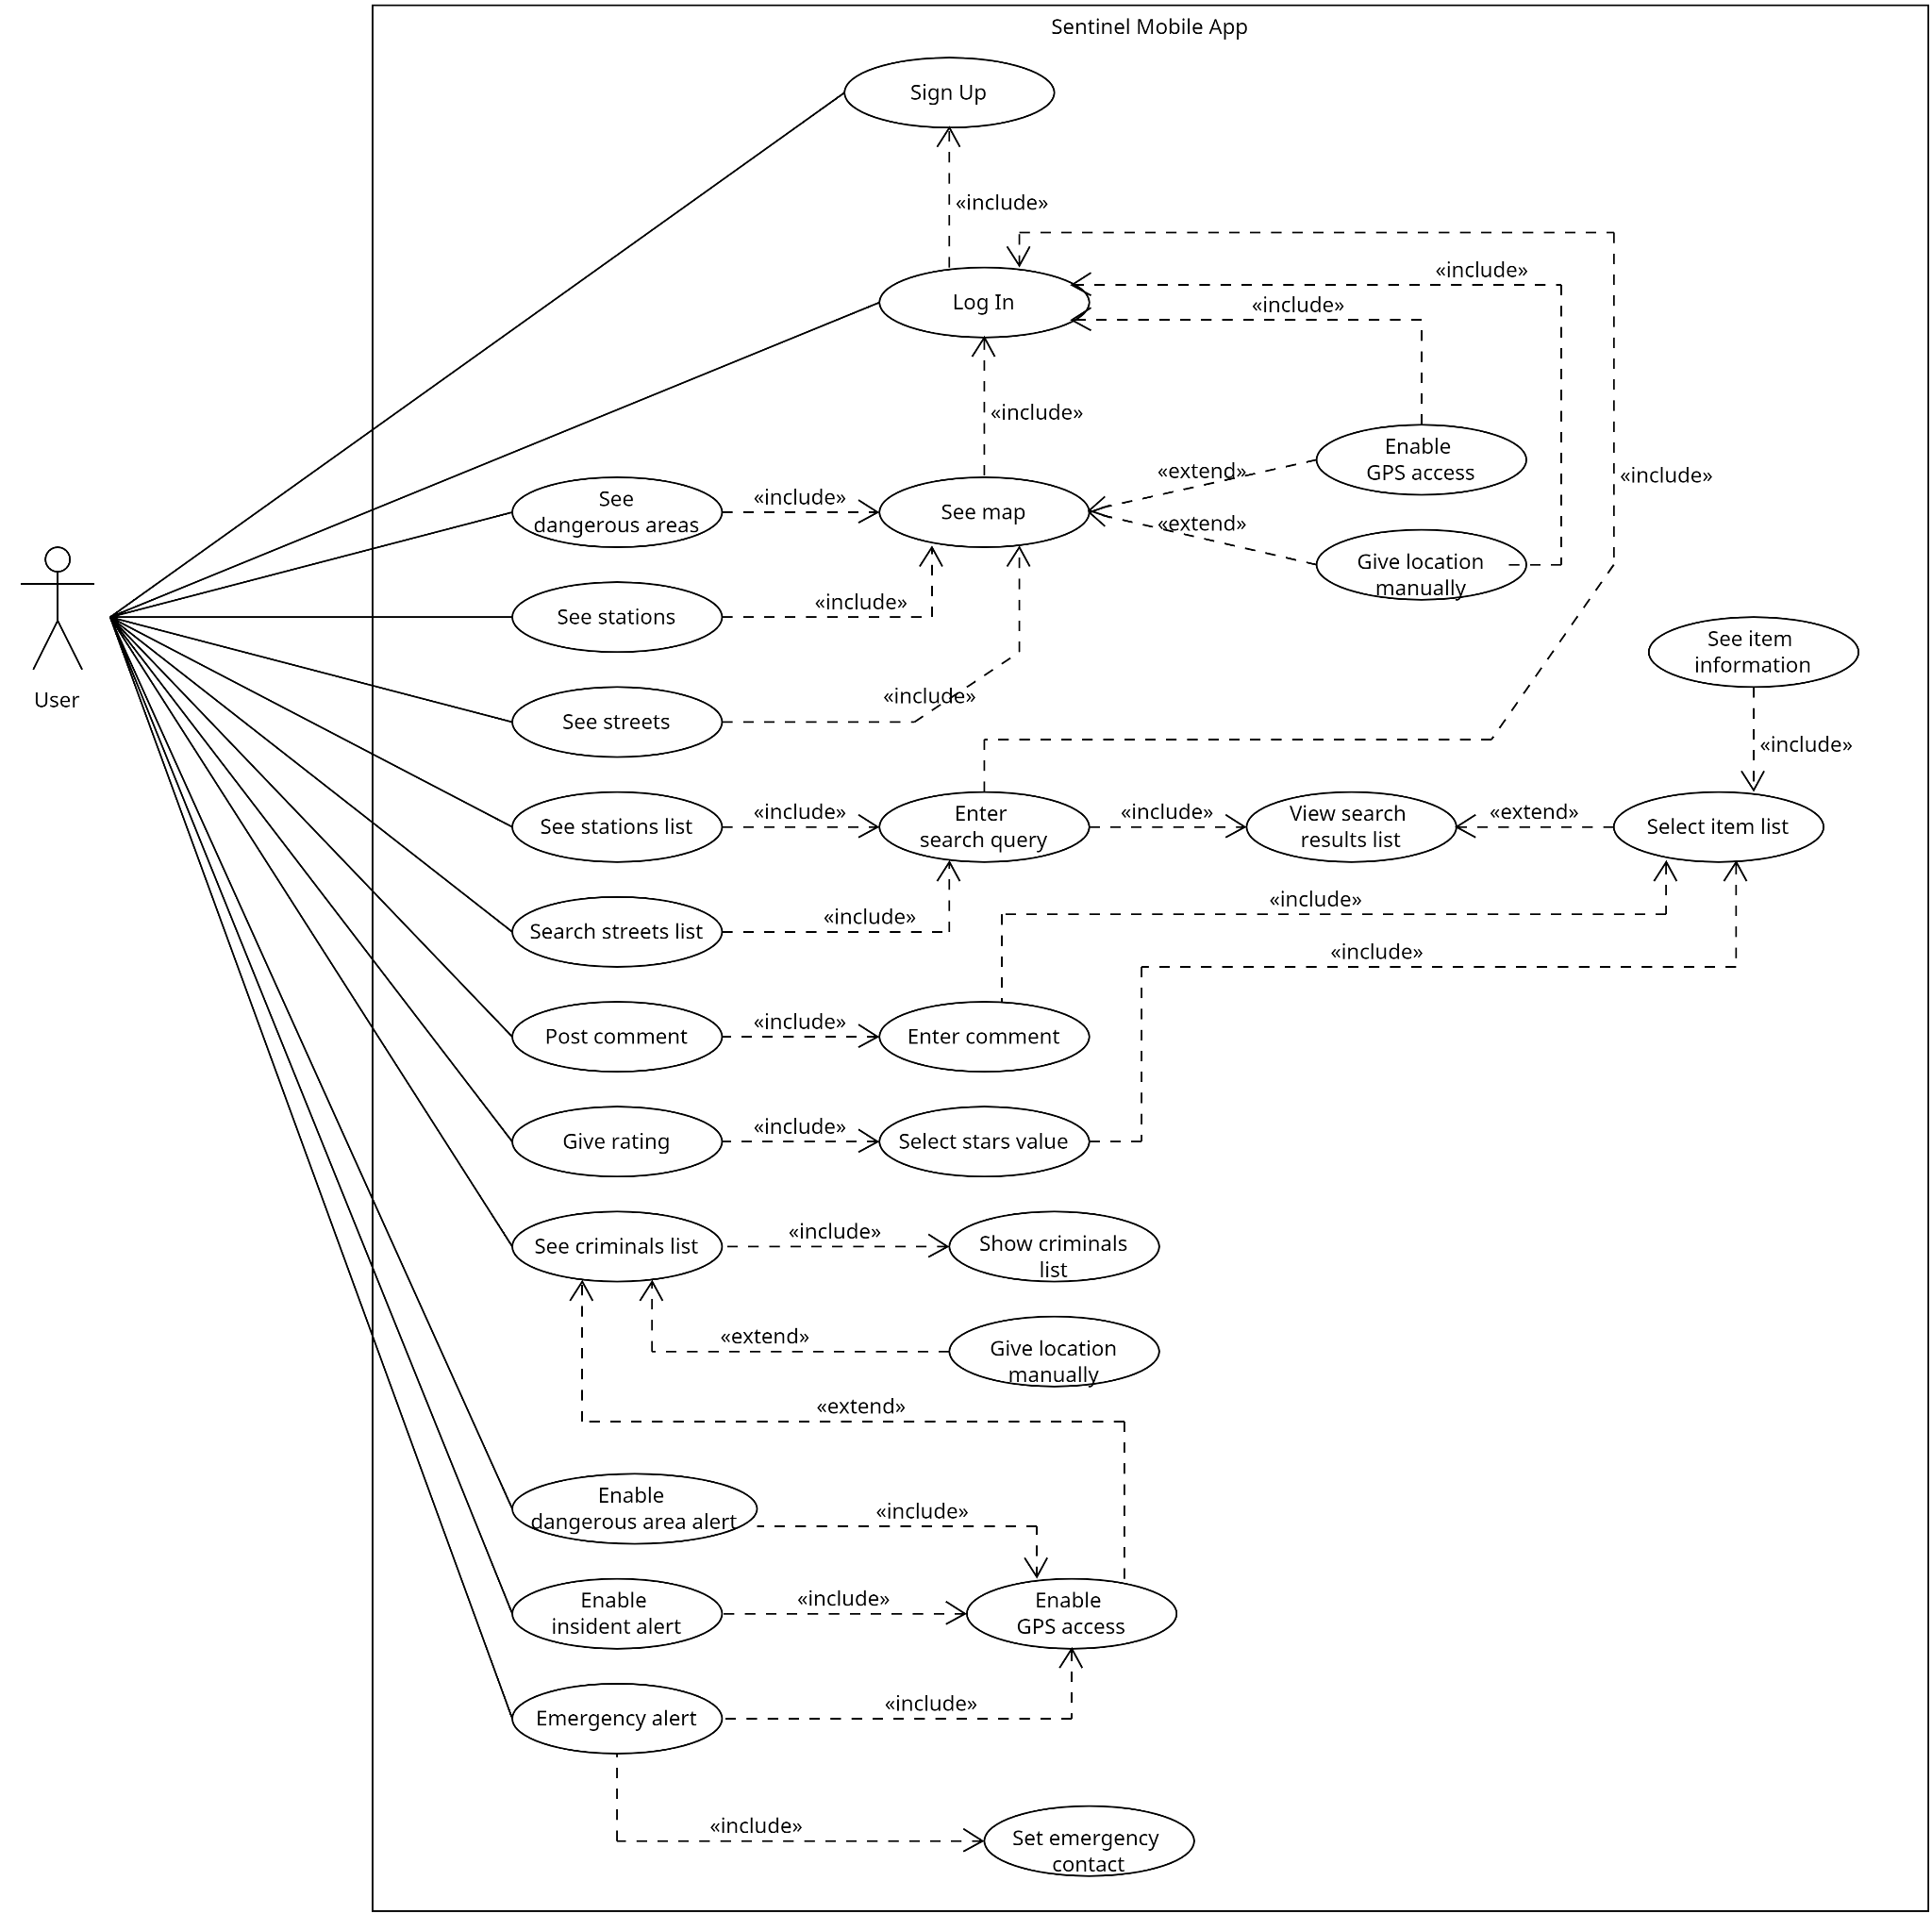 Sentinel Mobile App
Sign Up
«include»
Log In
«include»
«include»
«include»
«include»
Enable
GPS access
«extend»
«include»
See
dangerous areas
«include»
See map
«extend»
Give location
manually
See stations
«include»
See item
information
User
See streets
«include»
«include»
See stations list
«include»
Enter
search query
«include»
View search
results list
«extend»
Select item list
Search streets list
«include»
«include»
«include»
Post comment
«include»
Enter comment
Give rating
«include»
Select stars value
See criminals list
«include»
Show criminals
list
«extend»
Give location
manually
«extend»
Enable
dangerous area alert
«include»
Enable
insident alert
«include»
Enable
GPS access
Emergency alert
«include»
«include»
Set emergency
contact